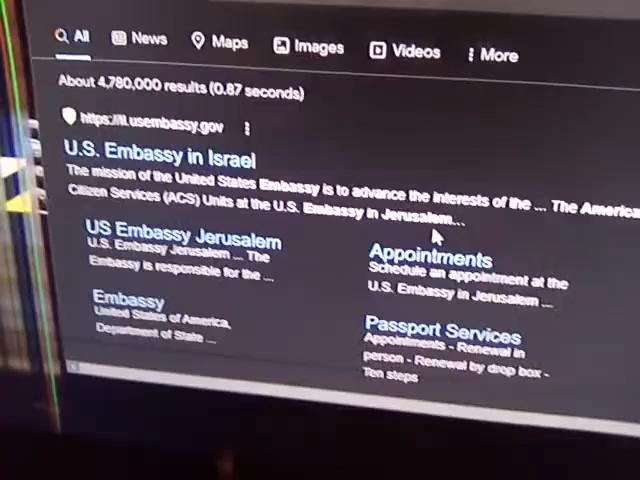 All News Maps Images Videos More
About 4,780,000 results (0.87 seconds)
https://il.usembassy.gov
U.S. Embassy in Israel
The mission of the United States Embassy is to advance the interests of the ... The America
Citizen Services (ACS) Units at the U.S. Embassy in Jerusalem...
US Embassy Jerusalem
U.S. Embassy Jerusalem ... The
Embassy is responsible for the ...
Appointments
Schedule an appointment at the
U.S. Embassy in Jerusalem ...
Embassy
United States of America,
Department of State ...
Passport Services
Appointments - Renewal in
person - Renewal by drop box -
Ten steps